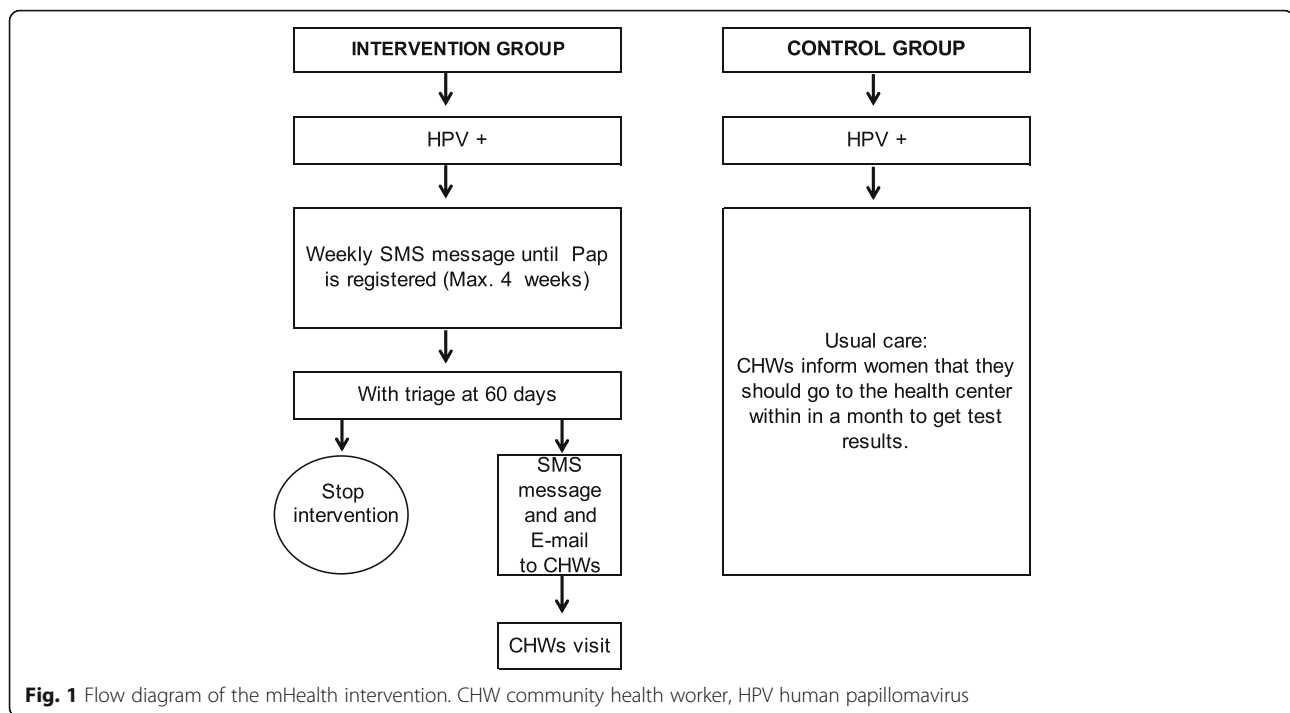 INTERVENTION GROUP
HPV +
Weekly SMS message until Pap
is registered (Max. 4 weeks)
With triage at 60 days
Stop
intervention
SMS
message
and and
E-mail
to CHWs
CHWs visit
CONTROL GROUP
HPV +
Usual care:
CHWs inform women that they
should go to the health center
within in a month to get test
results.
Fig. 1 Flow diagram of the mHealth intervention. CHW community health worker, HPV human papillomavirus